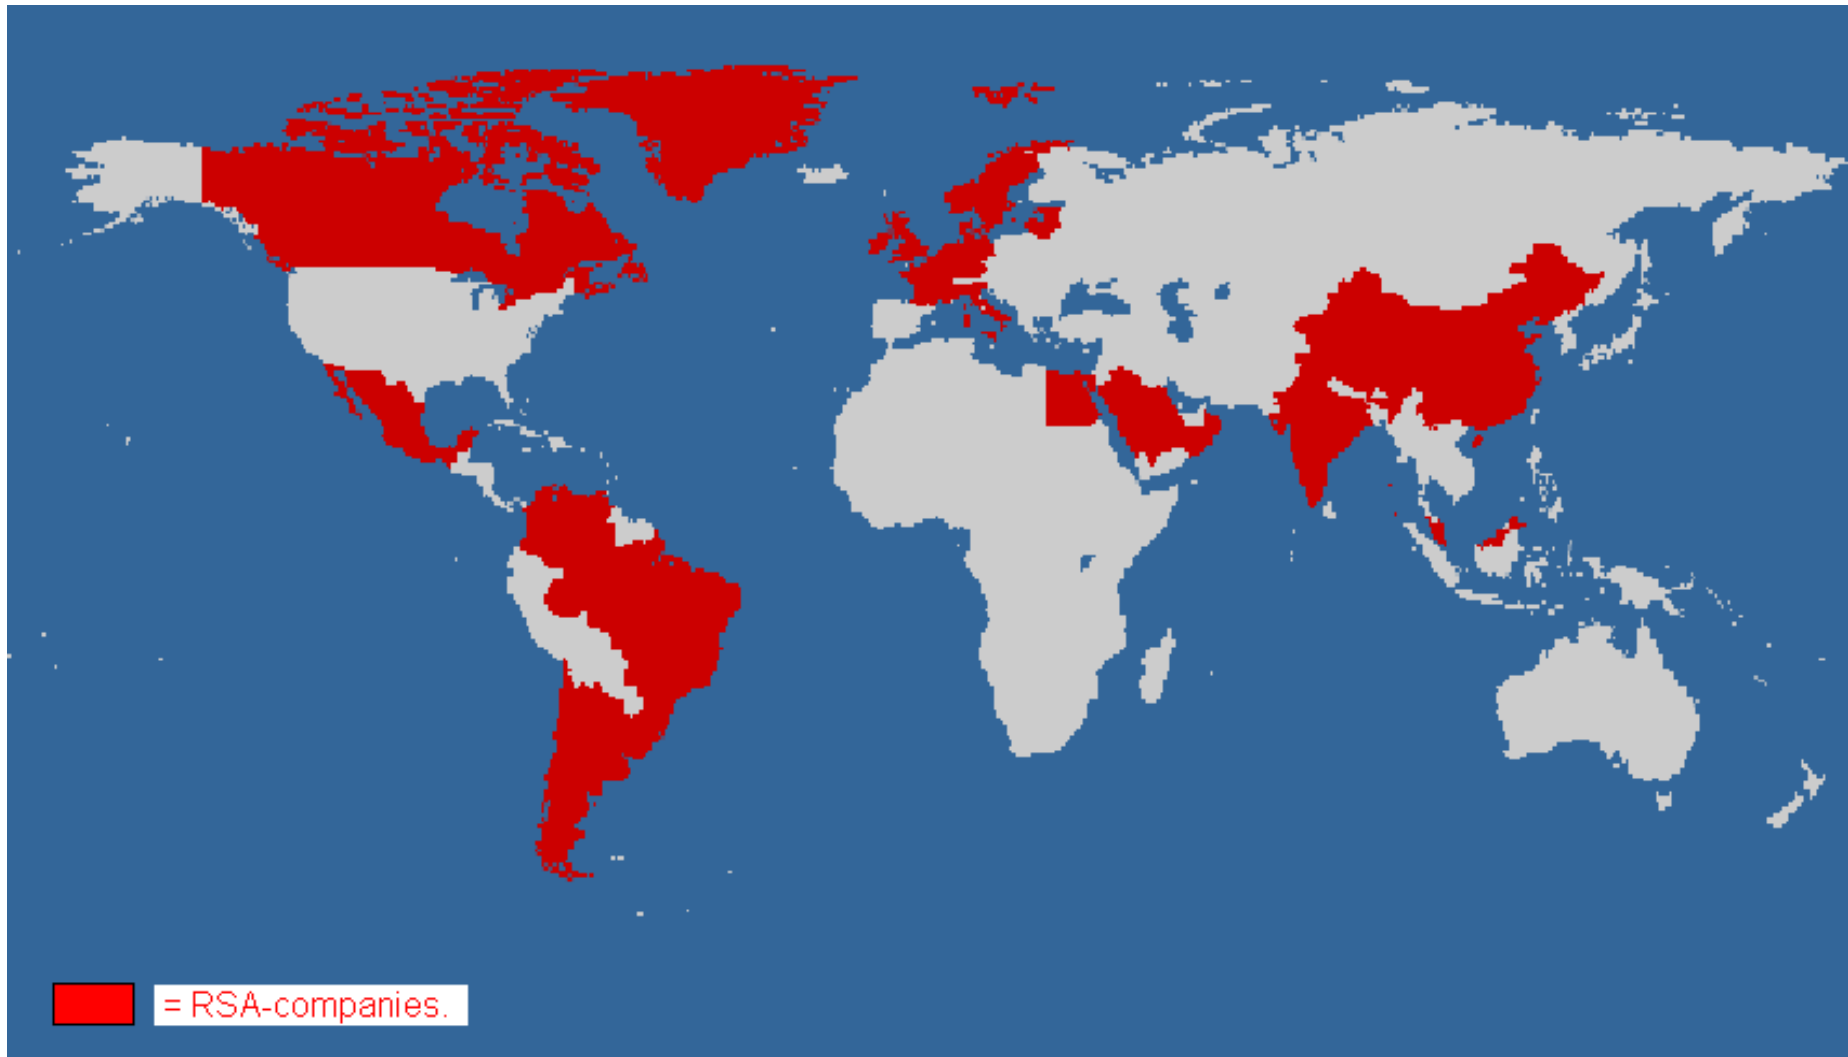 = RSA-companies.